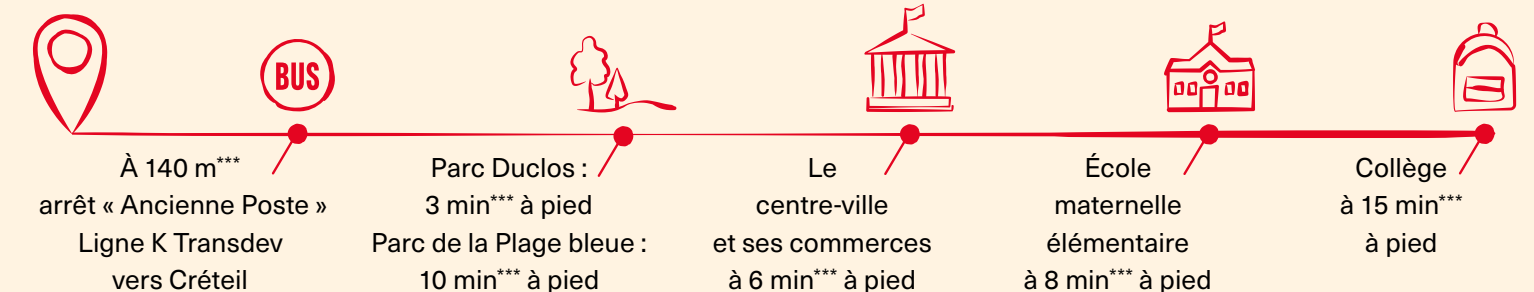 BUS
À 140 m***
arrêt « Ancienne Poste »
Ligne K Transdev
vers Créteil
Parc Duclos :
3 min*** à pied
Parc de la Plage bleue :
10 min*** à pied
Le
centre-ville
et ses commerces
à 6 min*** à pied
École
maternelle
élémentaire
à 8 min*** à pied
Collège
à 15 min***
à pied